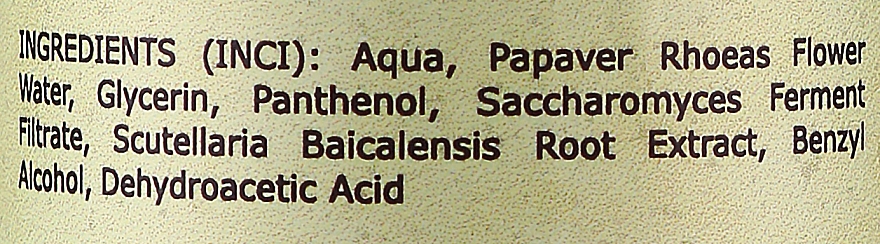 INGREDIENTS (INCI): Aqua, Papaver Rhoeas Flower
Water, Glycerin, Panthenol, Saccharomyces Ferment
Filtrate, Scutellaria Baicalensis Root Extract, Benzyl
Alcohol, Dehydroacetic Acid